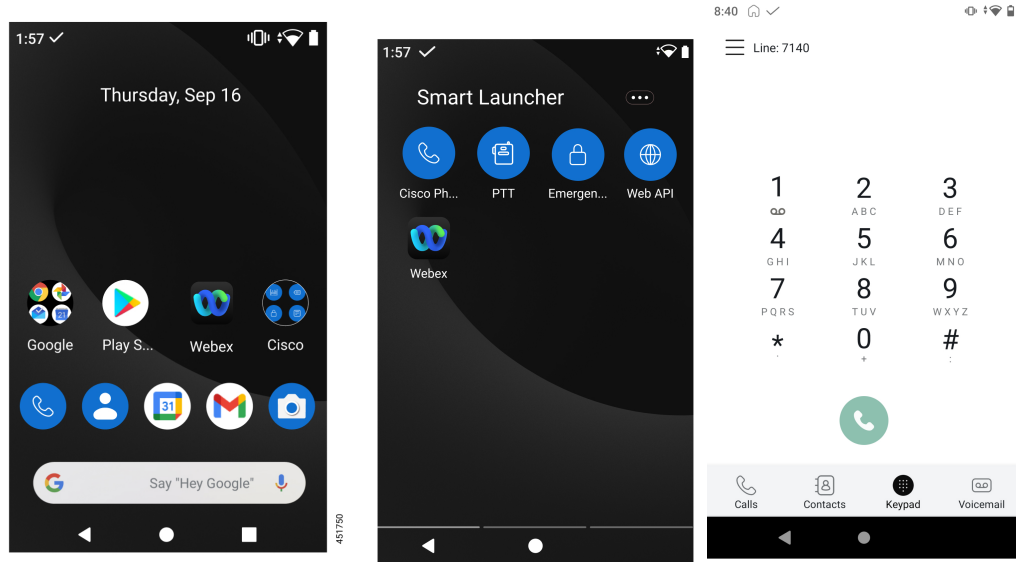 1:57
Thursday, Sep 16
Google
Play S...
Webex
Cisco
31
Say "Hey Google"
451750
1:57
Smart Launcher
Cisco Ph...
PTT
Emergen...
Web API
Webex
8:40
Line: 7140
1 2 3
ABC DEF
4 5 6
GHI JKL MNO
7 8 9
PQRS TUV WXYZ
* 0 #
+ :
Calls
Contacts
Keypad
Voicemail